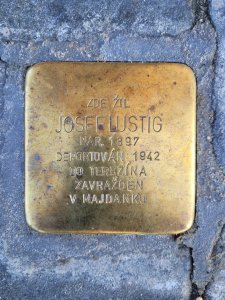 ZDE ŽIL
JOSEF LUSTIG
NAR. 1897
DEPORTOVÁN 1942
DO TEREZÍNA
ZAVRAŽDĚN
V MAJDANKU